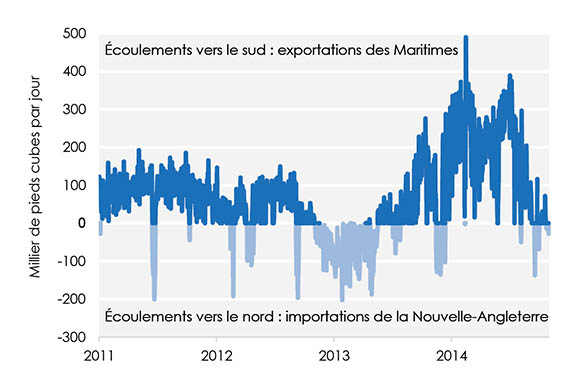 Écoulements vers le sud : exportations des Maritimes
Millier de pieds cubes par jour
500
400
300
200
100
0
-100
-200
-300
Écoulements vers le nord : importations de la Nouvelle-Angleterre
2011 2012 2013 2014